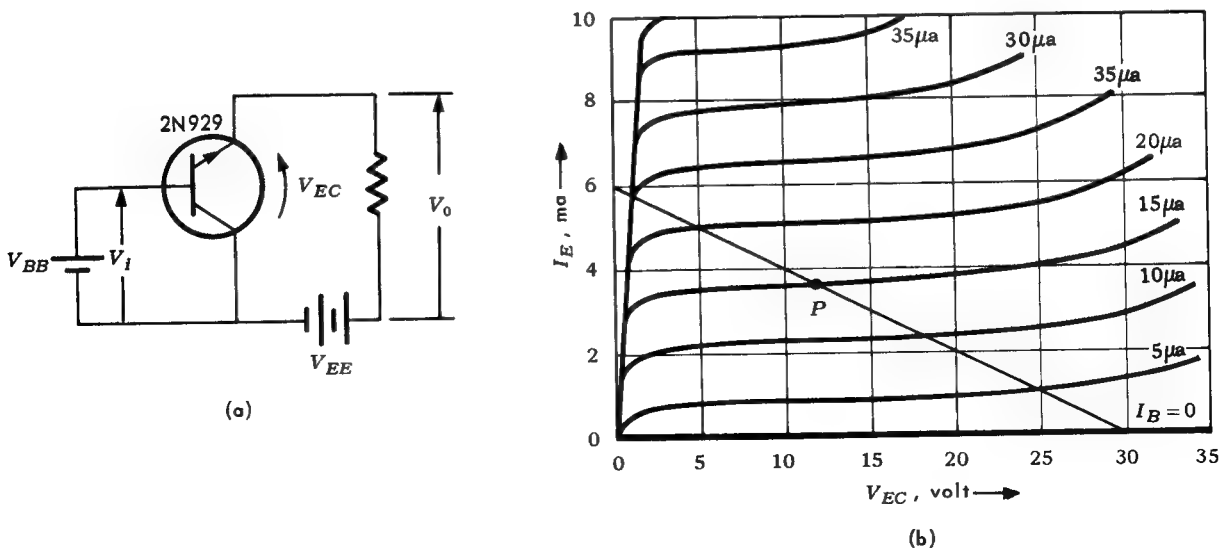 2N929
V_EC
V_0
V_BB
V_i
V_EE
(a)
10
8
6
4
2
0
I_E, ma
35μa
30μa
35μa
20μa
15μa
10μa
5μa
I_B = 0
P
0 5 10 15 20 25 30 35
V_EC, volt
(b)